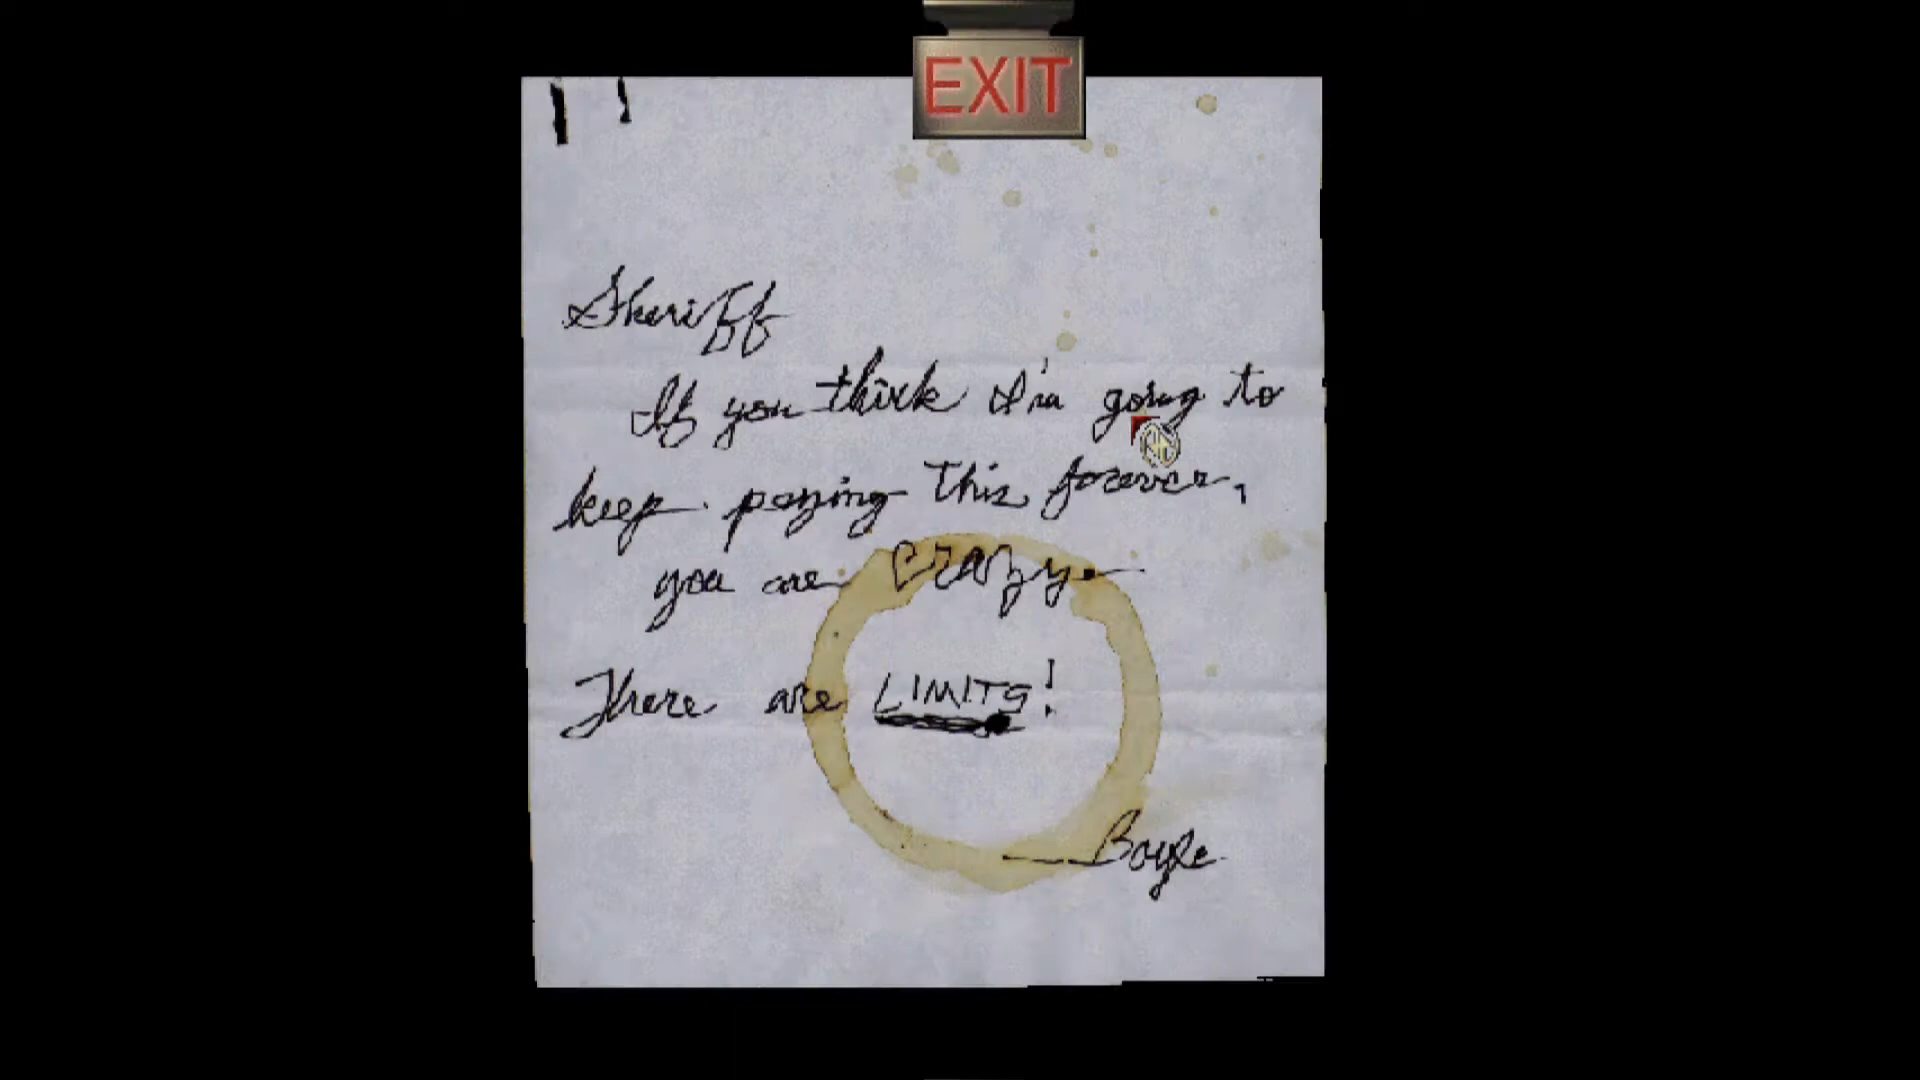 EXIT
Sheriff
If you think I'm going to
keep paying this forever,
you are crazy.
There are LIMITS!
—Boyle